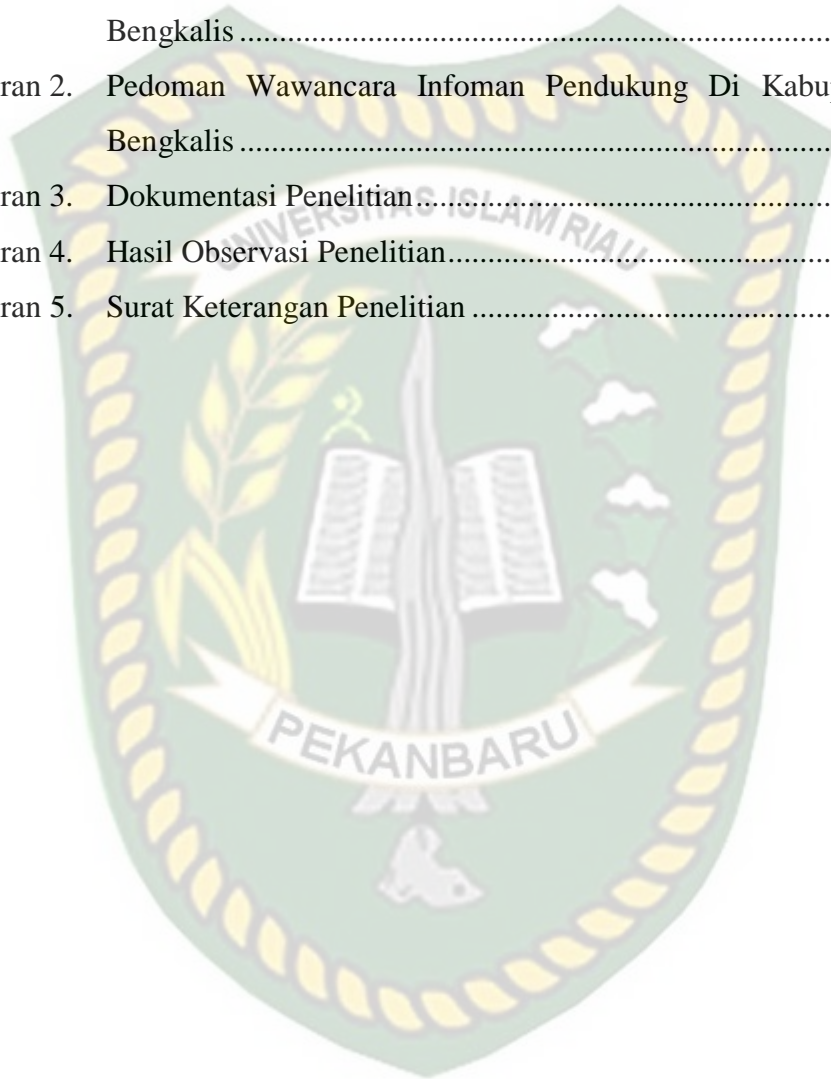 Bengkalis ................................................................
ran 2. Pedoman Wawancara Infoman Pendukung Di Kabu
Bengkalis ................................................................
ran 3. Dokumentasi Penelitian ................................................................
ran 4. Hasil Observasi Penelitian ................................................................
ran 5. Surat Keterangan Penelitian ................................................................
UNIVERSITAS ISLAM RIAU
PEKANBARU